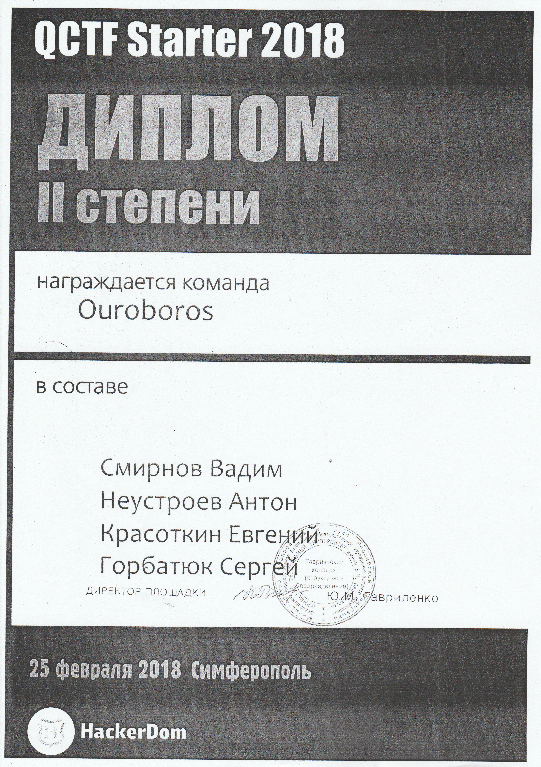 QCTF Starter 2018
ДИПЛОМ
II степени
награждается команда
Ouroboros
в составе
Смирнов Вадим
Неустроев Антон
Красоткин Евгений
Горбатюк Сергей
ДИРЕКТОР ПЛОЩАДКИ Ю.М. Гавриленко
25 февраля 2018 Симферополь
HackerDom